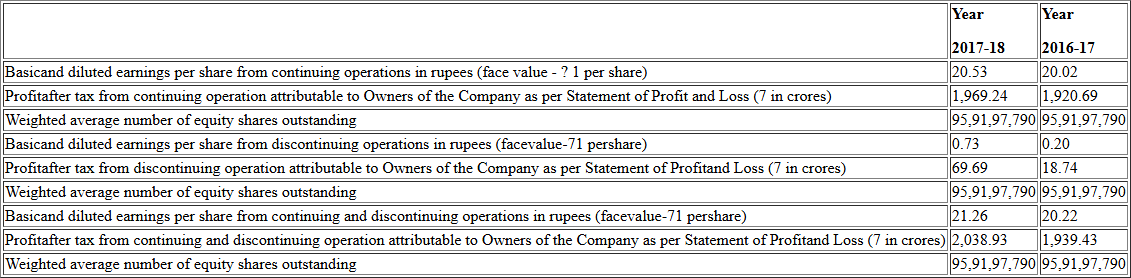 Year Year
2017-18 2016-17
Basicand diluted earnings per share from continuing operations in rupees (face value - ? 1 per share) 20.53 20.02
Profitafter tax from continuing operation attributable to Owners of the Company as per Statement of Profit and Loss (7 in crores) 1,969.24 1,920.69
Weighted average number of equity shares outstanding 95,91,97,790 95,91,97,790
Basicand diluted earnings per share from discontinuing operations in rupees (facevalue-71 pershare) 0.73 0.20
Profitafter tax from discontinuing operation attributable to Owners of the Company as per Statement of Profitand Loss (7 in crores) 69.69 18.74
Weighted average number of equity shares outstanding 95,91,97,790 95,91,97,790
Basicand diluted earnings per share from continuing and discontinuing operations in rupees (facevalue-71 pershare) 21.26 20.22
Profitafter tax from continuing and discontinuing operation attributable to Owners of the Company as per Statement of Profitand Loss (7 in crores) 2,038.93 1,939.43
Weighted average number of equity shares outstanding 95,91,97,790 95,91,97,790